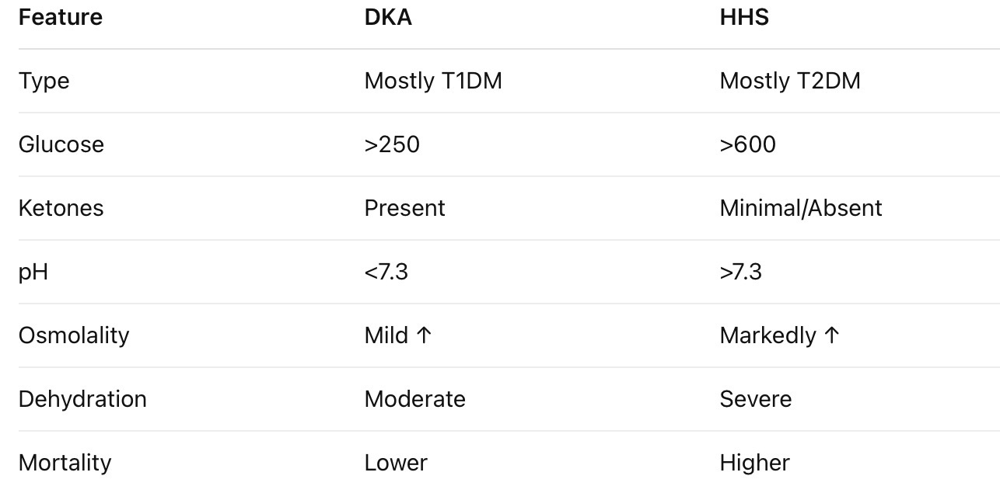 Feature DKA HHS
Type Mostly T1DM Mostly T2DM
Glucose >250 >600
Ketones Present Minimal/Absent
pH <7.3 >7.3
Osmolality Mild ↑ Markedly ↑
Dehydration Moderate Severe
Mortality Lower Higher